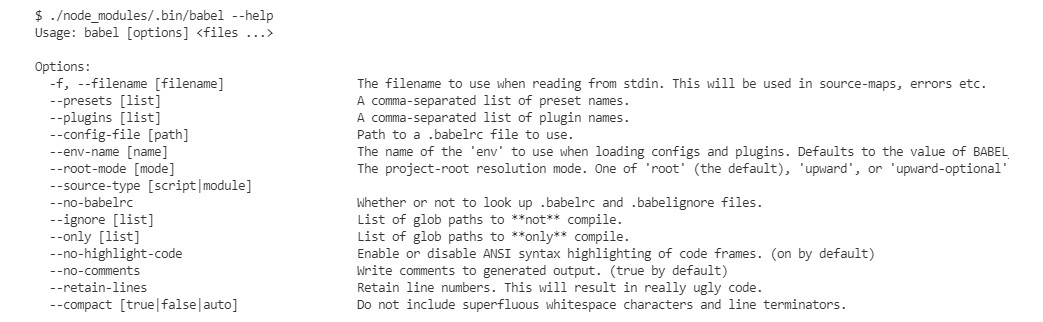 $ ./node_modules/.bin/babel --help
Usage: babel [options] <files ...>

Options:
  -f, --filename [filename]                   The filename to use when reading from stdin. This will be used in source-maps, errors etc.
  --presets [list]                            A comma-separated list of preset names.
  --plugins [list]                            A comma-separated list of plugin names.
  --config-file [path]                        Path to a .babelrc file to use.
  --env-name [name]                           The name of the 'env' to use when loading configs and plugins. Defaults to the value of BABEL_
  --root-mode [mode]                          The project-root resolution mode. One of 'root' (the default), 'upward', or 'upward-optional'
  --source-type [script|module]
  --no-babelrc                                Whether or not to look up .babelrc and .babelignore files.
  --ignore [list]                             List of glob paths to **not** compile.
  --only [list]                               List of glob paths to **only** compile.
  --no-highlight-code                         Enable or disable ANSI syntax highlighting of code frames. (on by default)
  --no-comments                               Write comments to generated output. (true by default)
  --retain-lines                              Retain line numbers. This will result in really ugly code.
  --compact [true|false|auto]                 Do not include superfluous whitespace characters and line terminators.